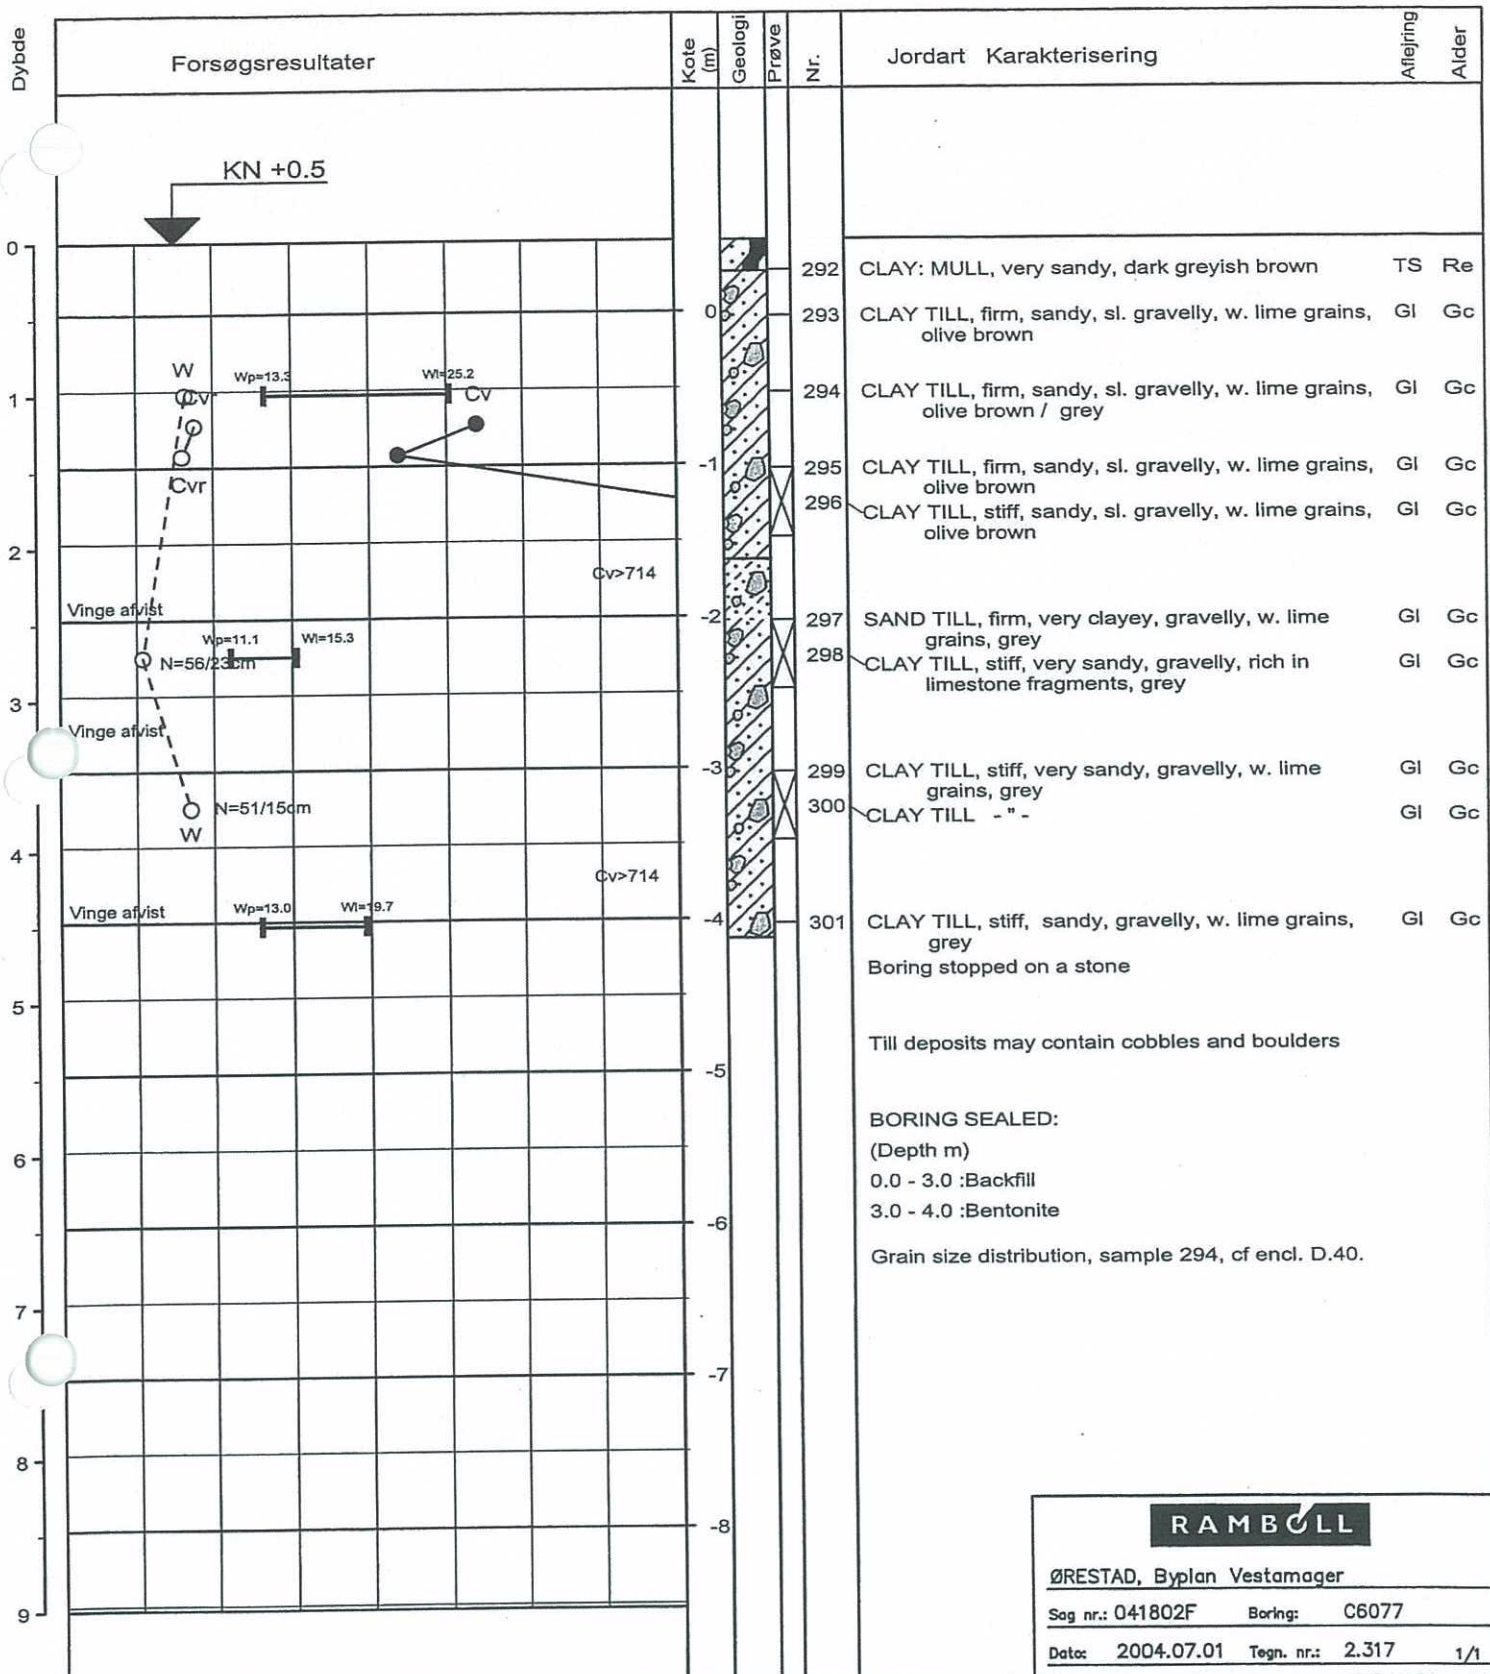 Dybde
Forsøgsresultater
Kote (m)
Geologi
Prøve
Nr.
Jordart Karakterisering
Aflejring
Alder
KN +0.5
0
1
2
3
4
5
6
7
8
9
W
Cv
Wp=13.3
Wl=25.2
Cv
Cvr
Cv>714
Vinge afvist
Wp=11.1
Wl=15.3
N=56/23cm
Vinge afvist
N=51/15cm
W
Cv>714
Vinge afvist
Wp=13.0
Wl=19.7
0
-1
-2
-3
-4
-5
-6
-7
-8
292 CLAY: MULL, very sandy, dark greyish brown TS Re
293 CLAY TILL, firm, sandy, sl. gravelly, w. lime grains, Gl Gc
olive brown
294 CLAY TILL, firm, sandy, sl. gravelly, w. lime grains, Gl Gc
olive brown / grey
295 CLAY TILL, firm, sandy, sl. gravelly, w. lime grains, Gl Gc
olive brown
296 CLAY TILL, stiff, sandy, sl. gravelly, w. lime grains, Gl Gc
olive brown
297 SAND TILL, firm, very clayey, gravelly, w. lime Gl Gc
grains, grey
298 CLAY TILL, stiff, very sandy, gravelly, rich in Gl Gc
limestone fragments, grey
299 CLAY TILL, stiff, very sandy, gravelly, w. lime Gl Gc
grains, grey
300 CLAY TILL - " - Gl Gc
301 CLAY TILL, stiff, sandy, gravelly, w. lime grains, Gl Gc
grey
Boring stopped on a stone
Till deposits may contain cobbles and boulders
BORING SEALED:
(Depth m)
0.0 - 3.0 :Backfill
3.0 - 4.0 :Bentonite
Grain size distribution, sample 294, cf encl. D.40.
RAMBØLL
ØRESTAD, Byplan Vestamager
Sag nr.: 041802F Boring: C6077
Dato: 2004.07.01 Tegn. nr.: 2.317 1/1